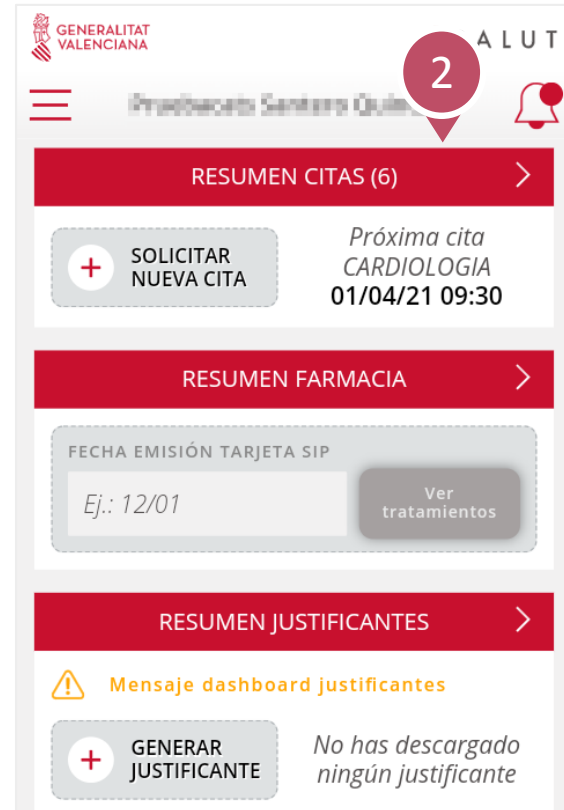 GENERALITAT
VALENCIANA
ALUT
2
RESUMEN CITAS (6)
SOLICITAR
NUEVA CITA
Próxima cita
CARDIOLOGIA
01/04/21 09:30
RESUMEN FARMACIA
FECHA EMISIÓN TARJETA SIP
Ej.: 12/01
Ver
tratamientos
RESUMEN JUSTIFICANTES
Mensaje dashboard justificantes
GENERAR
JUSTIFICANTE
No has descargado
ningún justificante